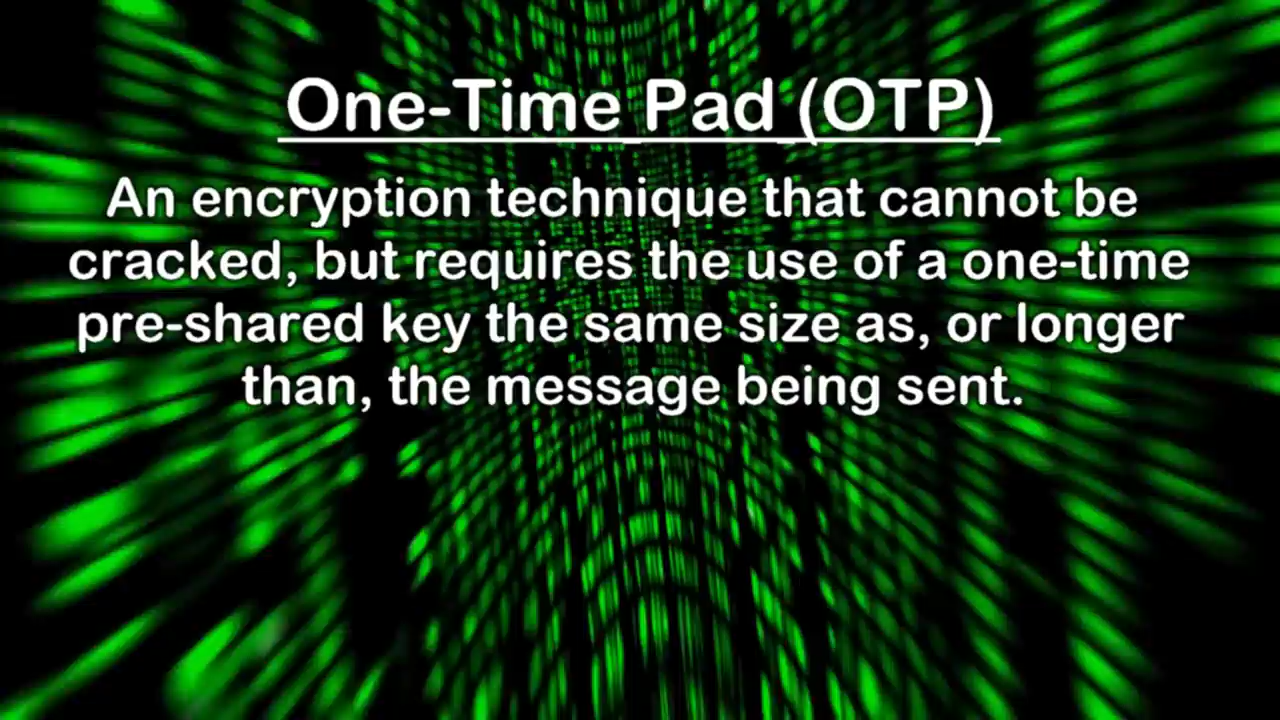 One-Time Pad (OTP)
An encryption technique that cannot be
cracked, but requires the use of a one-time
pre-shared key the same size as, or longer
than, the message being sent.